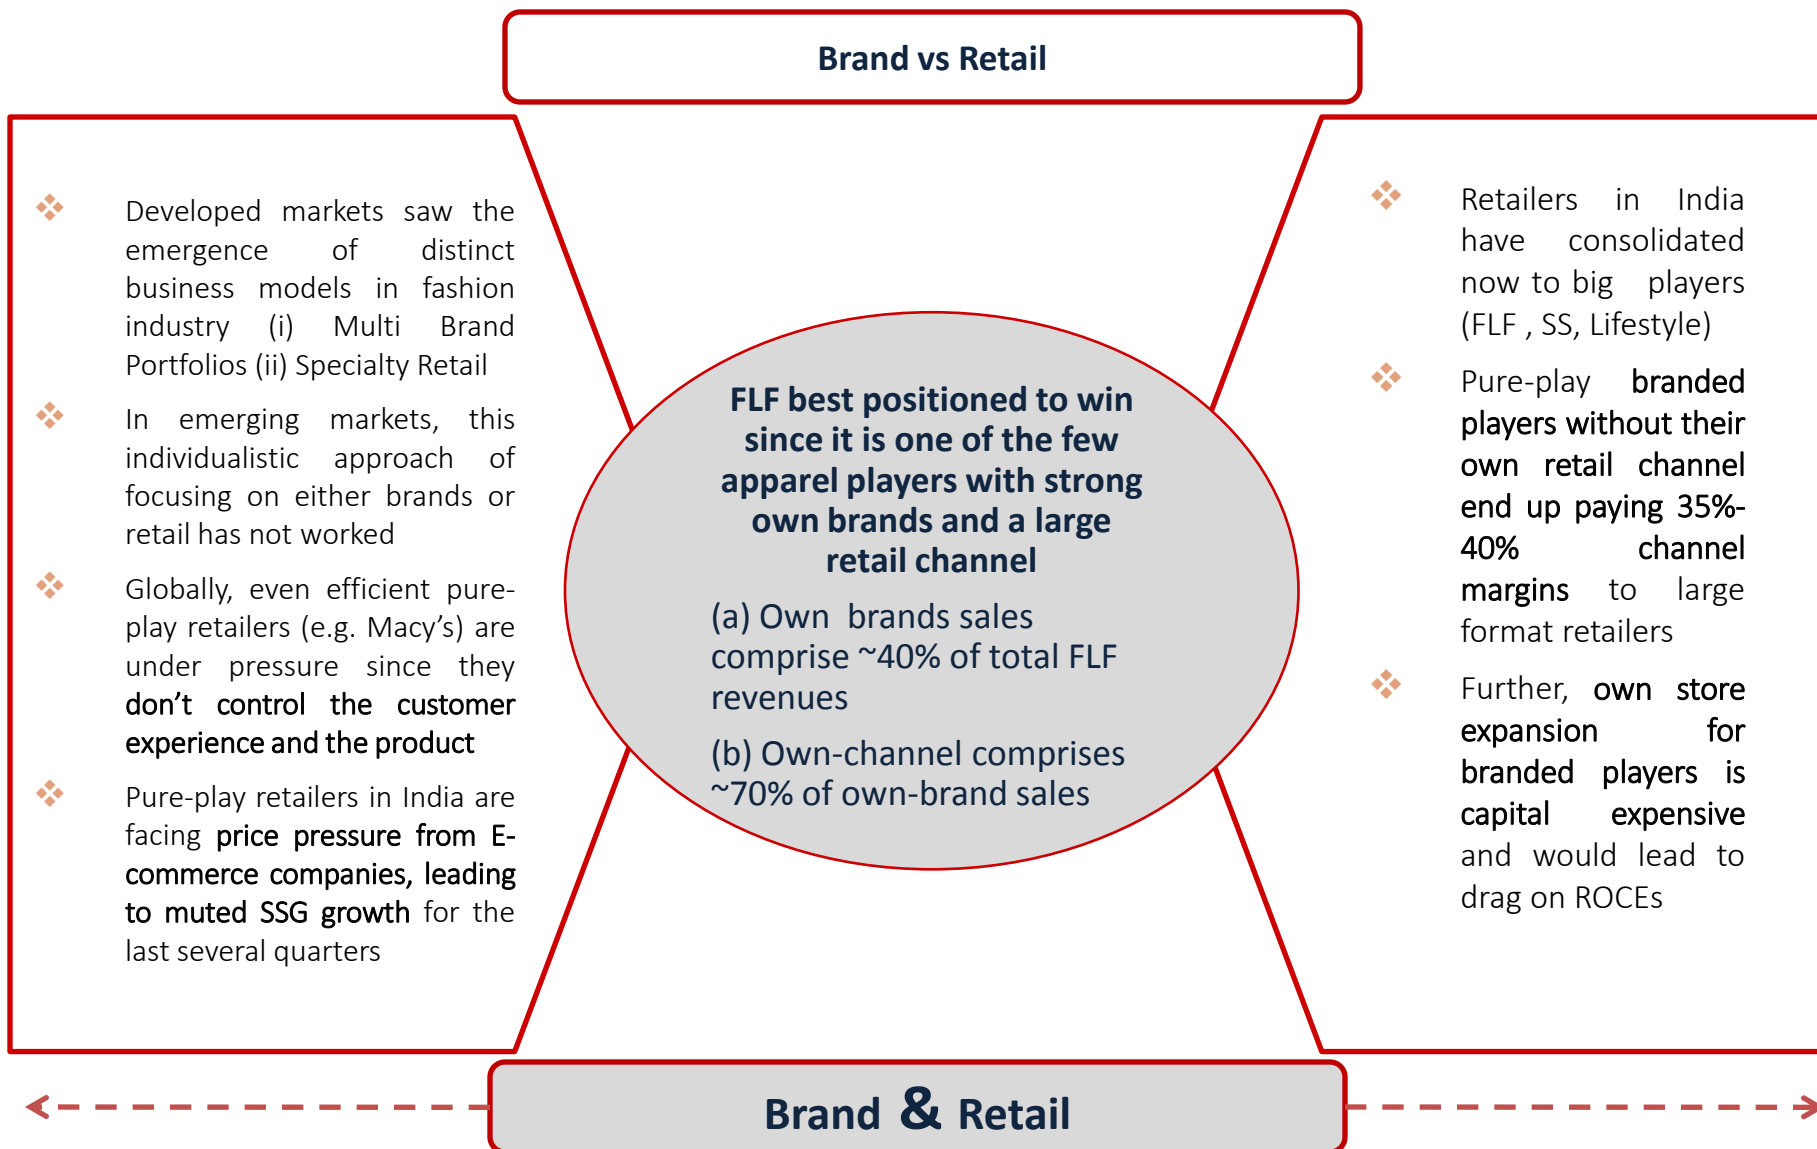 Brand vs Retail
Developed markets saw the
emergence of distinct
business models in fashion
industry (i) Multi Brand
Portfolios (ii) Specialty Retail
In emerging markets, this
individualistic approach of
focusing on either brands or
retail has not worked
Globally, even efficient pure-
play retailers (e.g. Macy’s) are
under pressure since they
don’t control the customer
experience and the product
Pure-play retailers in India are
facing price pressure from E-
commerce companies, leading
to muted SSG growth for the
last several quarters
FLF best positioned to win
since it is one of the few
apparel players with strong
own brands and a large
retail channel
(a) Own brands sales
comprise ~40% of total FLF
revenues
(b) Own-channel comprises
~70% of own-brand sales
Retailers in India
have consolidated
now to big players
(FLF , SS, Lifestyle)
Pure-play branded
players without their
own retail channel
end up paying 35%-
40% channel
margins to large
format retailers
Further, own store
expansion for
branded players is
capital expensive
and would lead to
drag on ROCEs
Brand & Retail